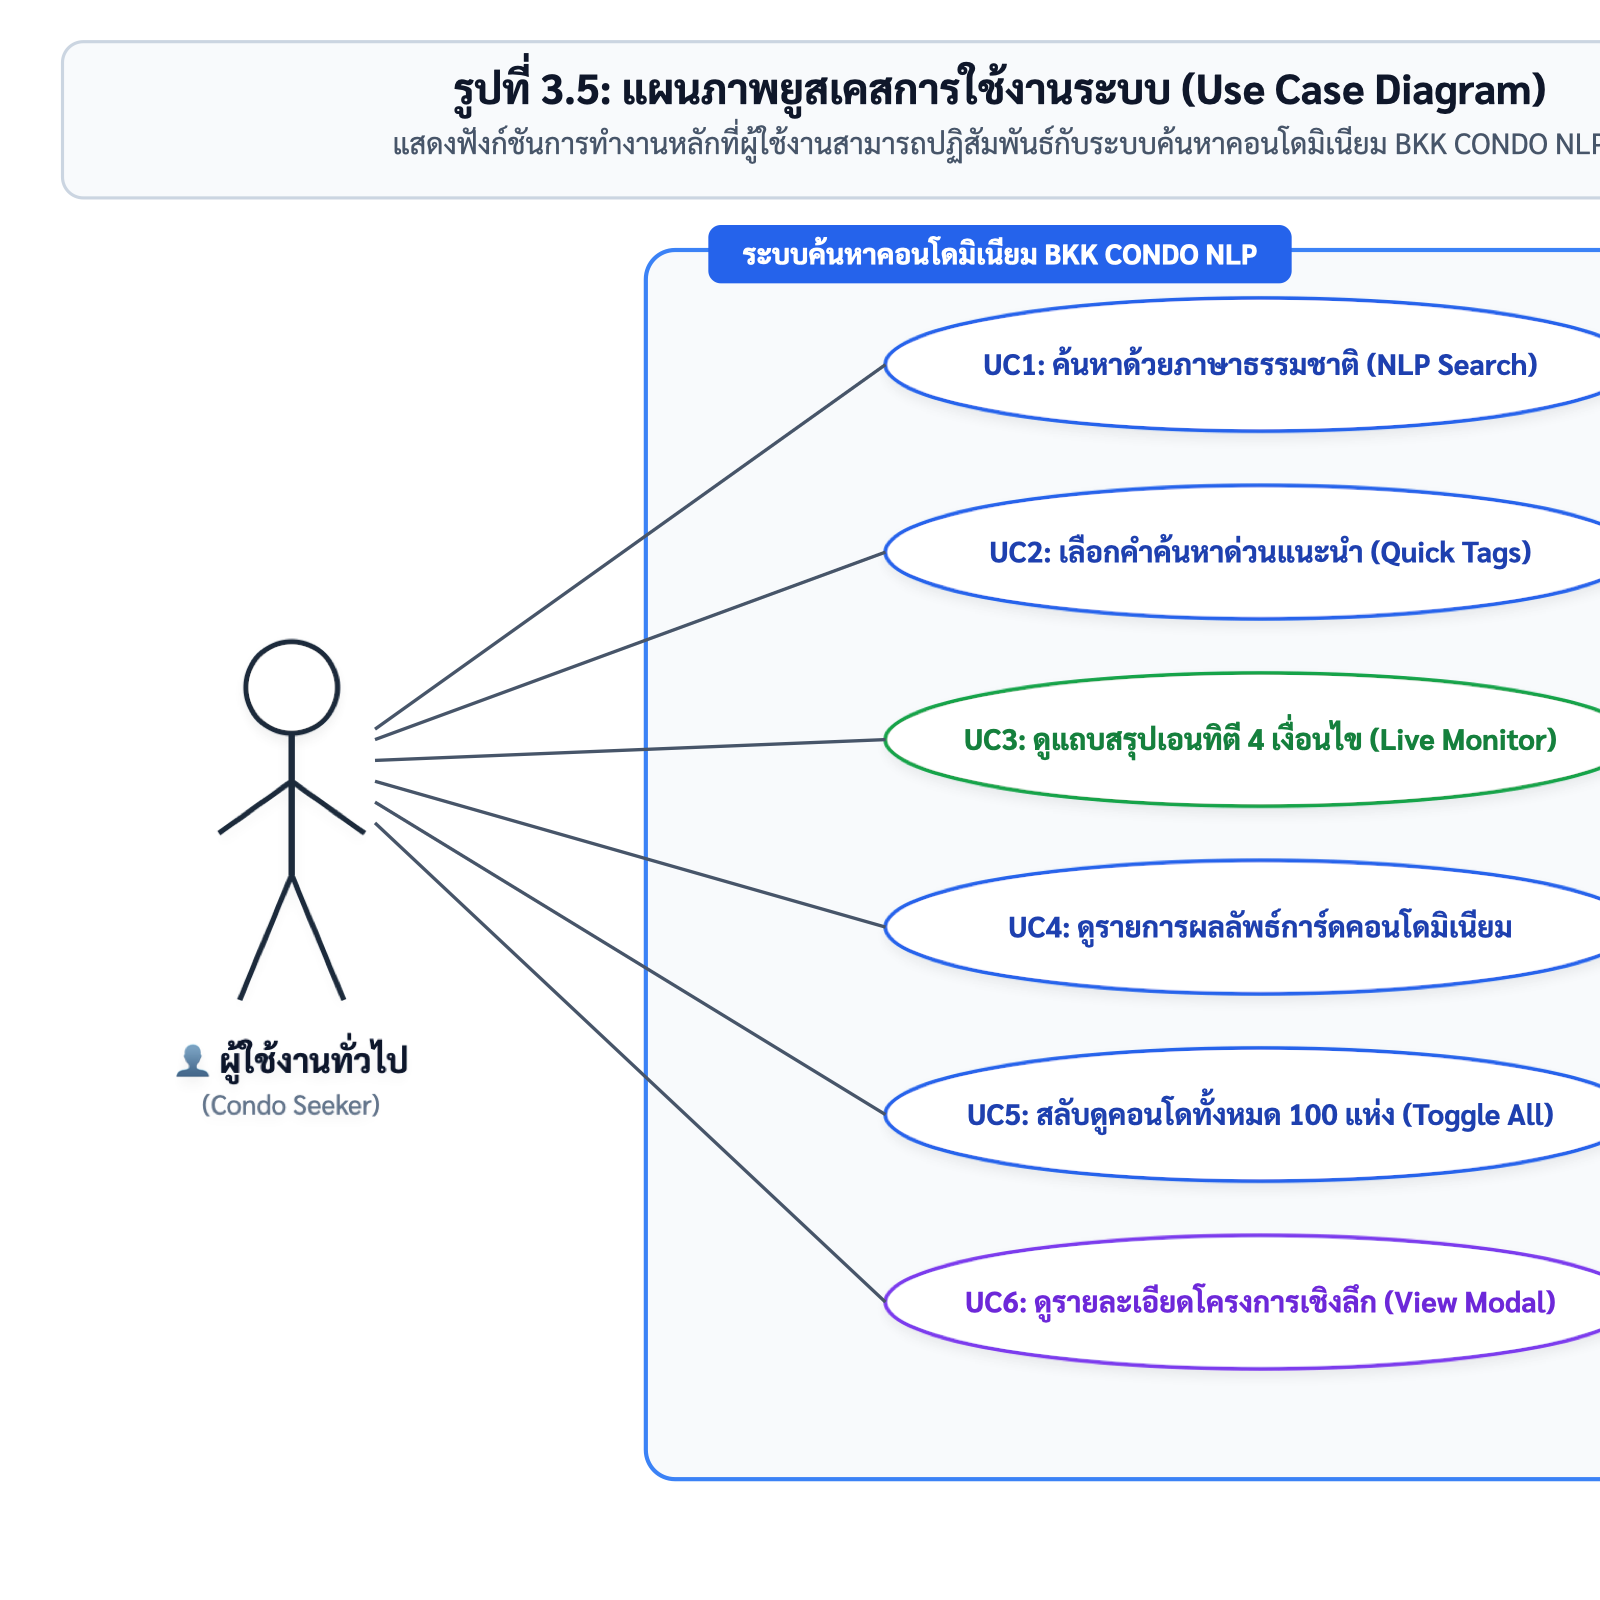 รูปที่ 3.5: แผนภาพยูสเคสการใช้งานระบบ (Use Case Diagram)
แสดงฟังก์ชันการทำงานหลักที่ผู้ใช้งานสามารถปฏิสัมพันธ์กับระบบค้นหาคอนโดมิเนียม BKK CONDO NLP
ระบบค้นหาคอนโดมิเนียม BKK CONDO NLP
UC1: ค้นหาด้วยภาษาธรรมชาติ (NLP Search)
UC2: เลือกคำค้นหาด่วนแนะนำ (Quick Tags)
UC3: ดูแถบสรุปเอนทิตี 4 เงื่อนไข (Live Monitor)
UC4: ดูรายการผลลัพธ์การ์ดคอนโดมิเนียม
UC5: สลับดูคอนโดทั้งหมด 100 แห่ง (Toggle All)
UC6: ดูรายละเอียดโครงการเชิงลึก (View Modal)
👤 ผู้ใช้งานทั่วไป
(Condo Seeker)